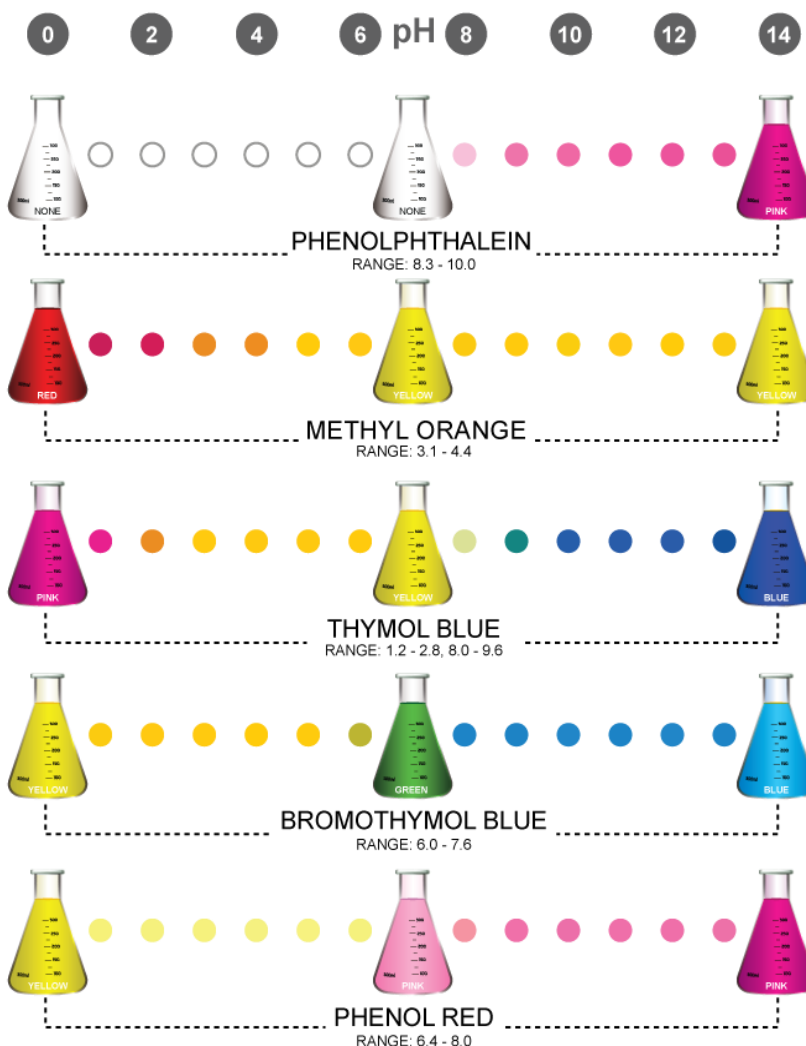 0 2 4 6 pH 8 10 12 14
NONE NONE PINK
PHENOLPHTHALEIN
RANGE: 8.3 - 10.0
RED YELLOW YELLOW
METHYL ORANGE
RANGE: 3.1 - 4.4
PINK YELLOW BLUE
THYMOL BLUE
RANGE: 1.2 - 2.8, 8.0 - 9.6
YELLOW GREEN BLUE
BROMOTHYMOL BLUE
RANGE: 6.0 - 7.6
YELLOW PINK PINK
PHENOL RED
RANGE: 6.4 - 8.0